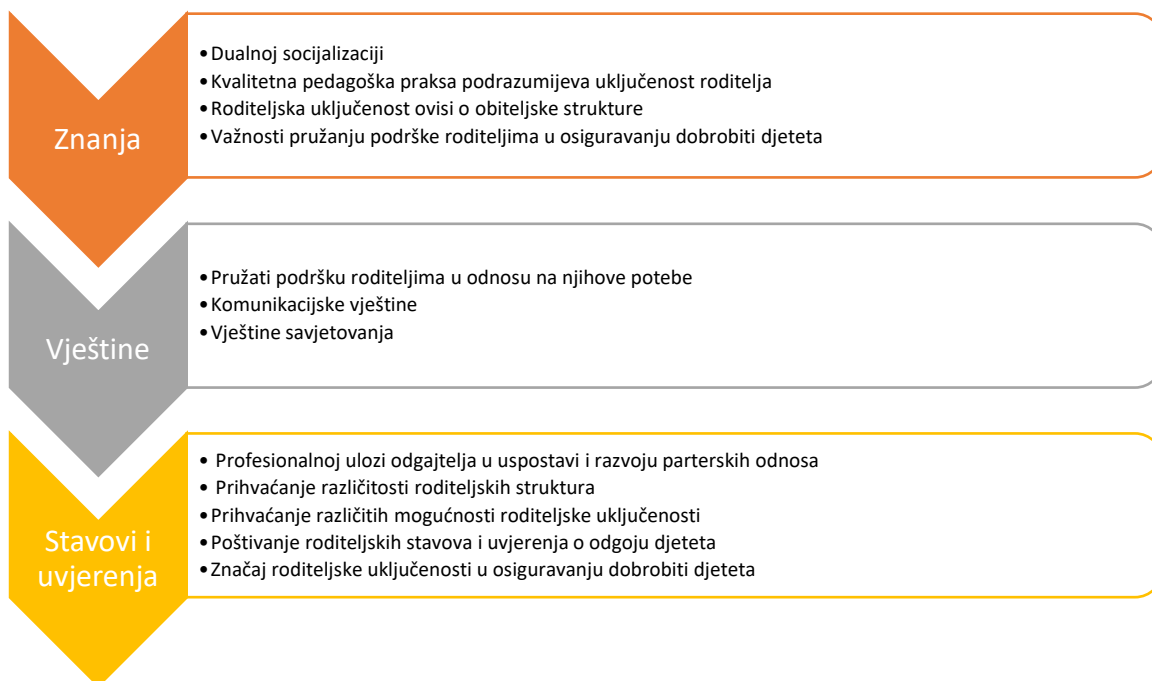 Znanja
•Dualnoj socijalizaciji
•Kvalitetna pedagoška praksa podrazumijeva uključenost roditelja
•Roditeljska uključenost ovisi o obiteljske strukture
•Važnosti pružanju podrške roditeljima u osiguravanju dobrobiti djeteta
Vještine
•Pružati podršku roditeljima u odnosu na njihove potebe
•Komunikacijske vještine
•Vještine savjetovanja
Stavovi i
uvjerenja
• Profesionalnoj ulozi odgajtelja u uspostavi i razvoju parterskih odnosa
• Prihvaćanje različitosti roditeljskih struktura
•Prihvaćanje različitih mogućnosti roditeljske uključenosti
•Poštivanje roditeljskih stavova i uvjerenja o odgoju djeteta
•Značaj roditeljske uključenosti u osiguravanju dobrobiti djeteta